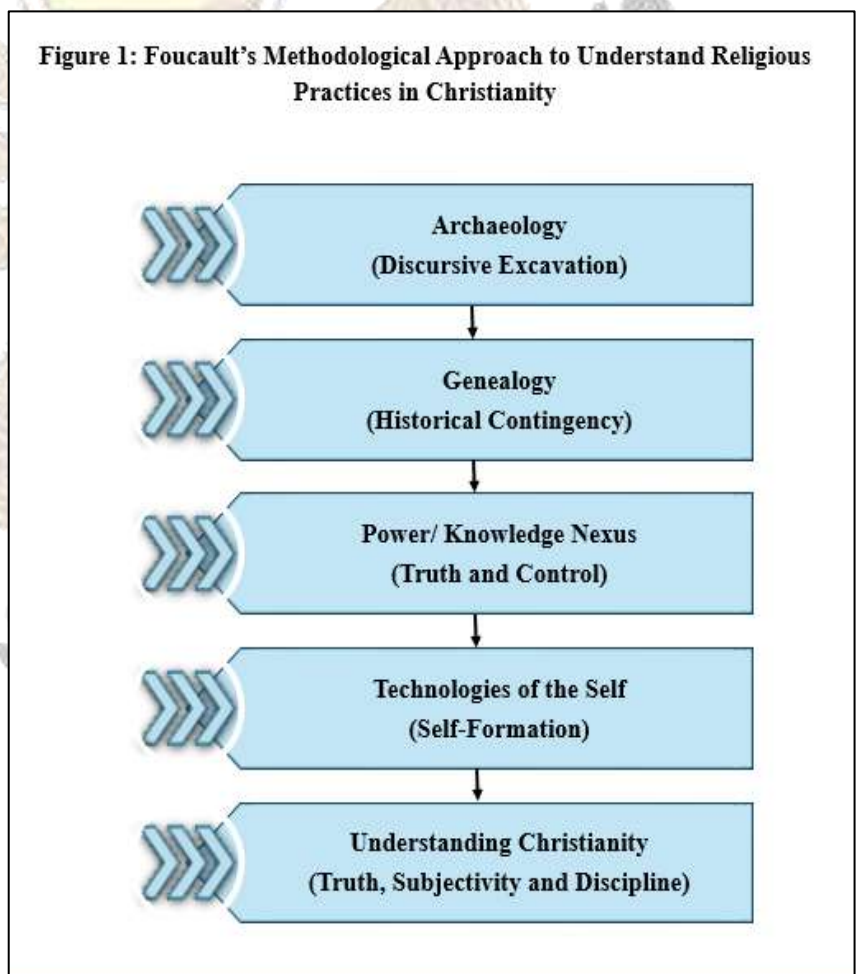 Figure 1: Foucault’s Methodological Approach to Understand Religious
Practices in Christianity
Archaeology
(Discursive Excavation)
Genealogy
(Historical Contingency)
Power/ Knowledge Nexus
(Truth and Control)
Technologies of the Self
(Self-Formation)
Understanding Christianity
(Truth, Subjectivity and Discipline)